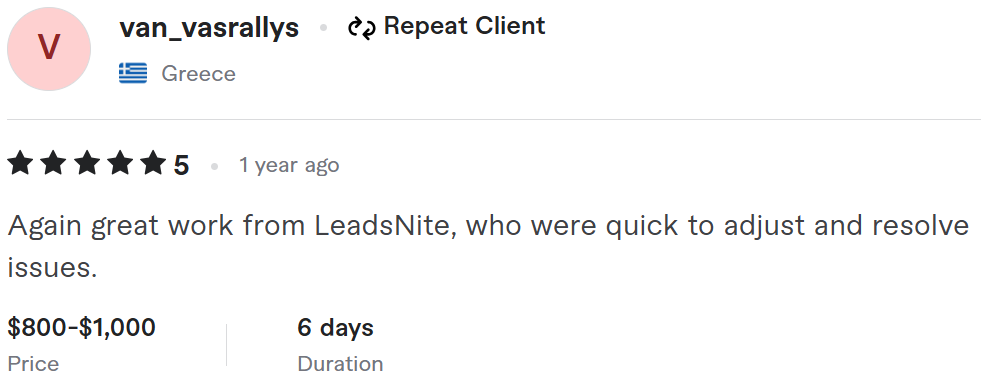 V
van_vasrallys
Repeat Client
Greece
5
1 year ago
Again great work from LeadsNite, who were quick to adjust and resolve
issues.
$800-$1,000
6 days
Price
Duration